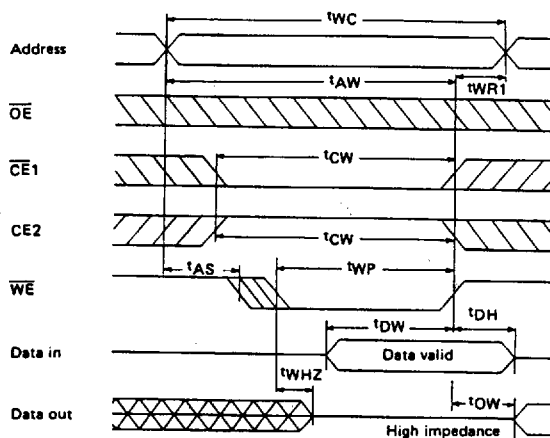 tWC
Address
tAW
tWR1
OE
CE1
tCW
CE2
tCW
tAS
tWP
WE
tDW
tDH
Data in
Data valid
tWHZ
tOW
Data out
High impedance